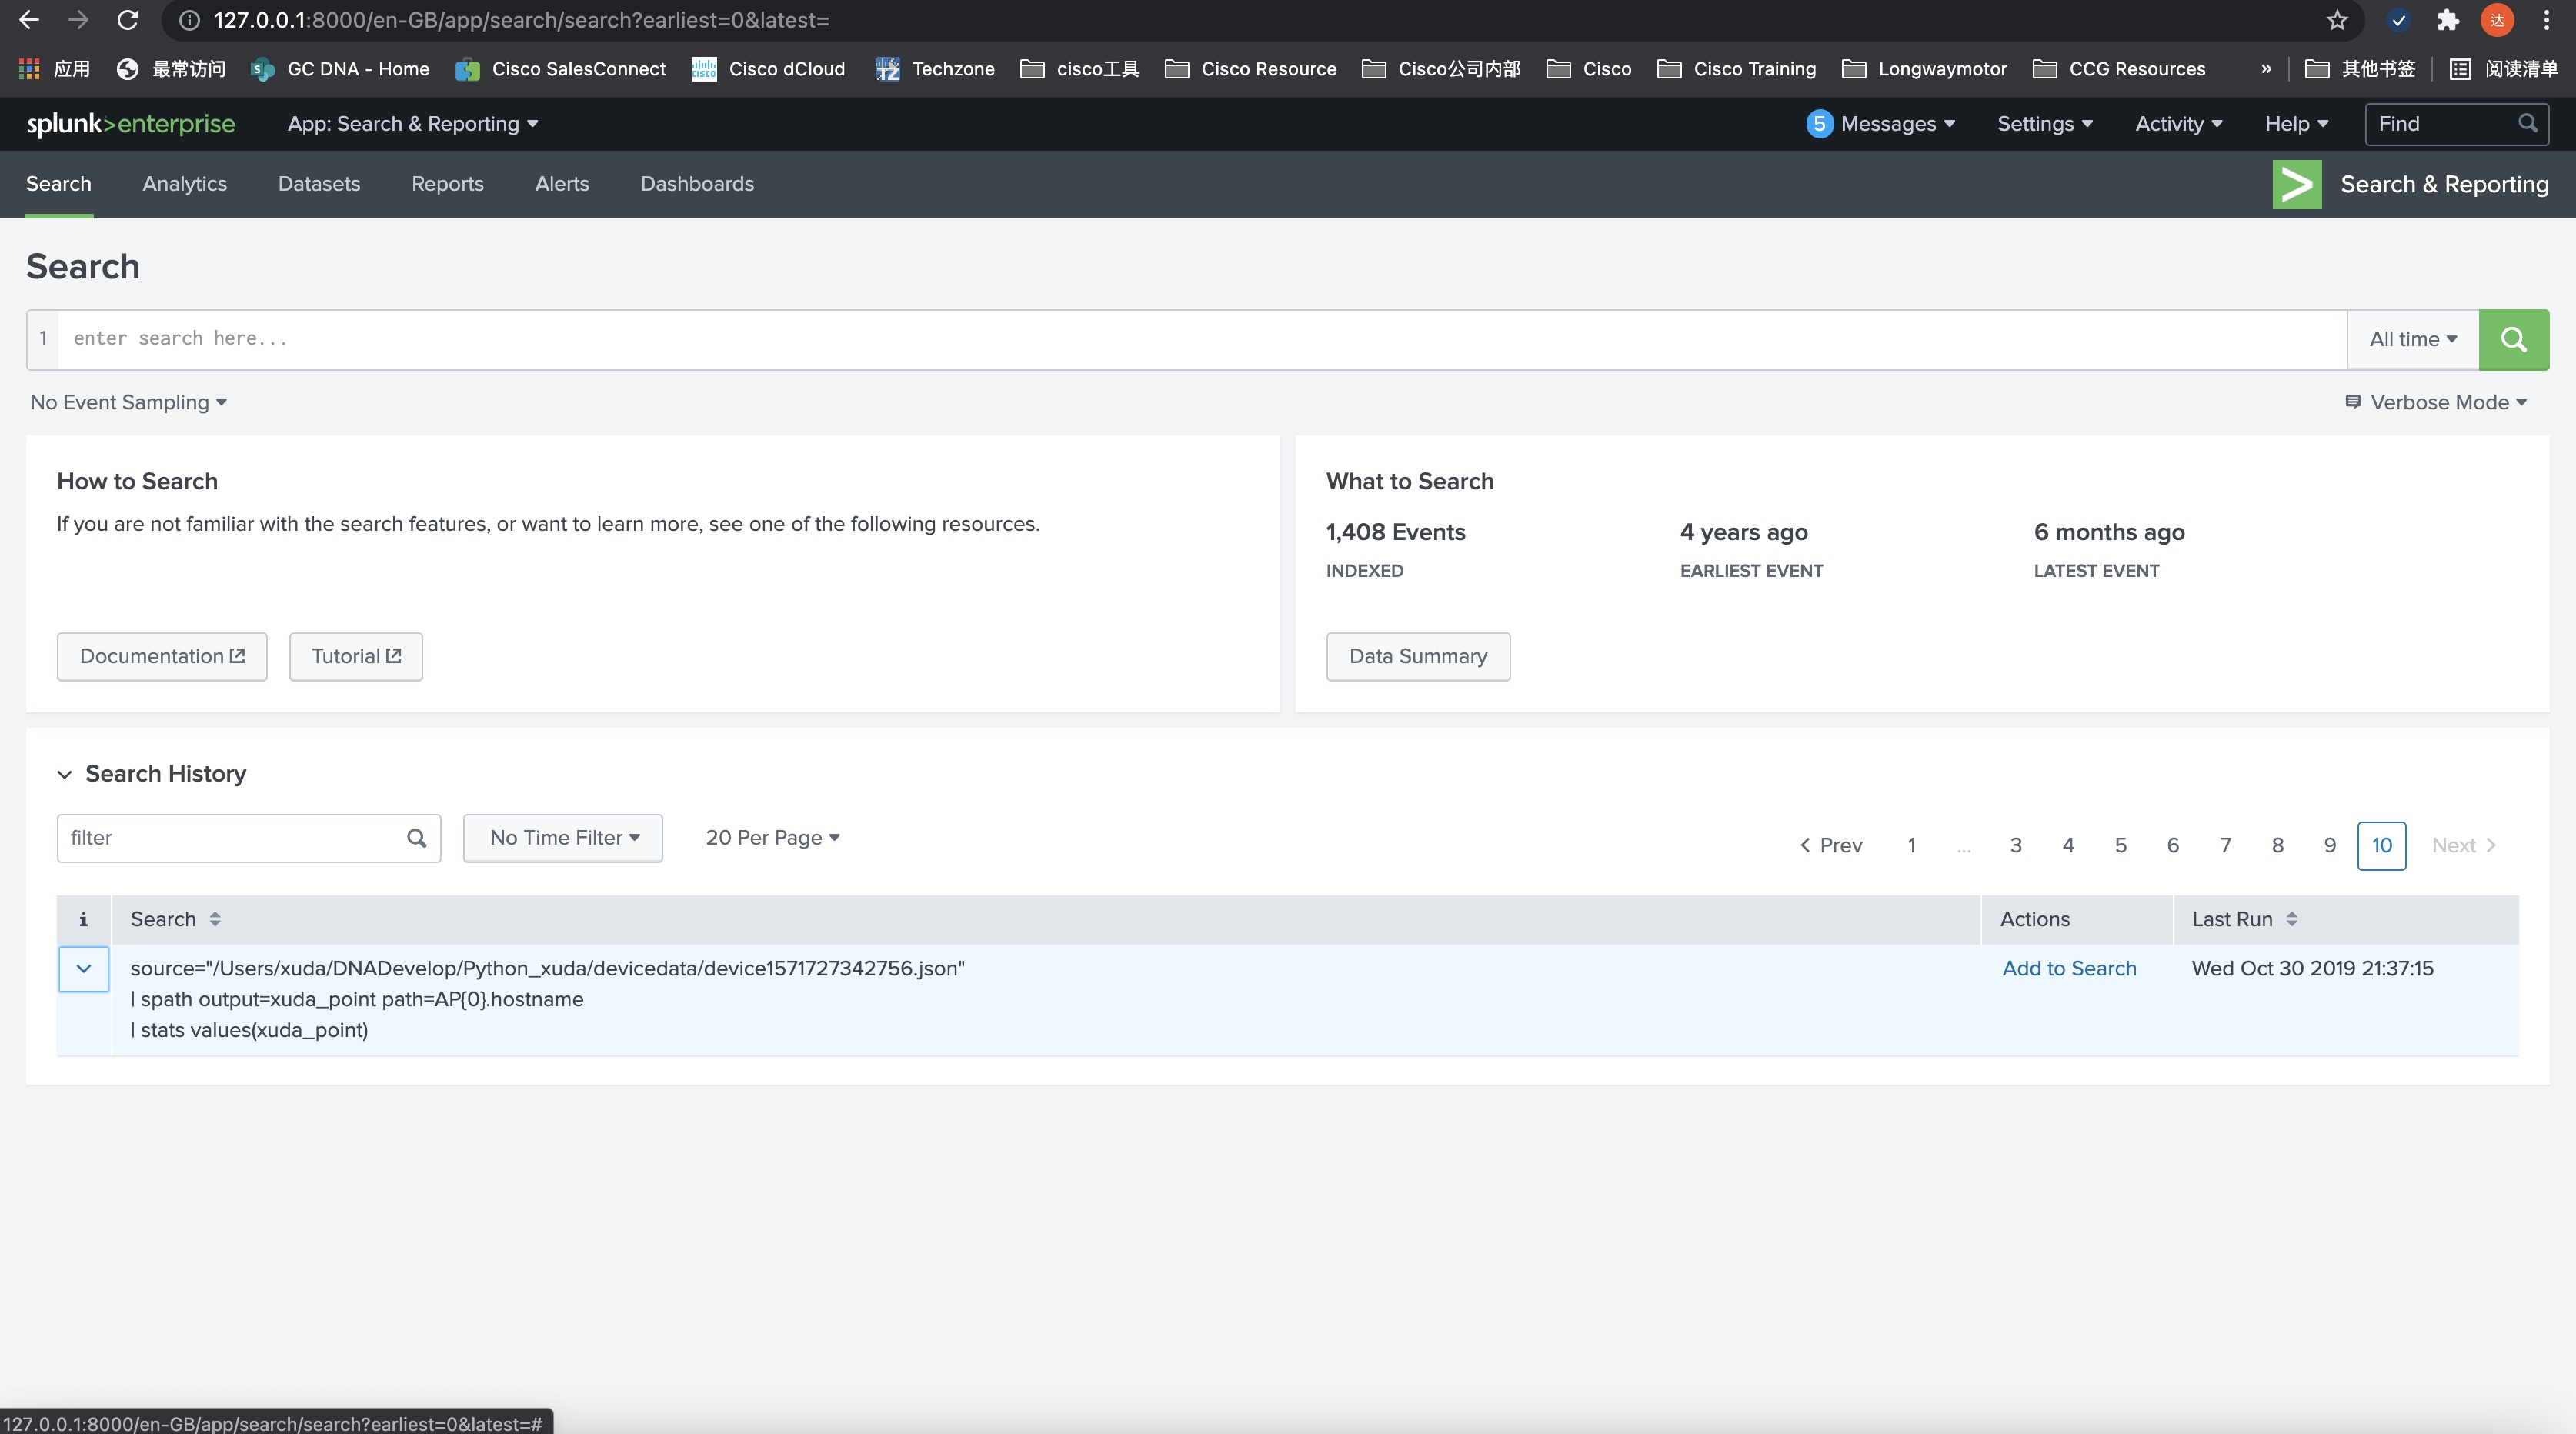 127.0.0.1:8000/en-GB/app/search/search?earliest=0&latest=
达
应用 最常访问 GC DNA - Home Cisco SalesConnect Cisco dCloud Techzone cisco工具 Cisco Resource Cisco公司内部 Cisco Cisco Training Longwaymotor CCG Resources » 其他书签 阅读清单
splunk>enterprise App: Search & Reporting 5 Messages Settings Activity Help Find
Search Analytics Datasets Reports Alerts Dashboards > Search & Reporting
Search
1 enter search here... All time
No Event Sampling Verbose Mode
How to Search
If you are not familiar with the search features, or want to learn more, see one of the following resources.
Documentation Tutorial
What to Search
1,408 Events 4 years ago 6 months ago
INDEXED EARLIEST EVENT LATEST EVENT
Data Summary
Search History
filter No Time Filter 20 Per Page Prev 1 ... 3 4 5 6 7 8 9 10 Next
i Search Actions Last Run
source="/Users/xuda/DNADevelop/Python_xuda/devicedata/device1571727342756.json" Add to Search Wed Oct 30 2019 21:37:15
| spath output=xuda_point path=AP{0}.hostname
| stats values(xuda_point)
127.0.0.1:8000/en-GB/app/search/search?earliest=0&latest=#